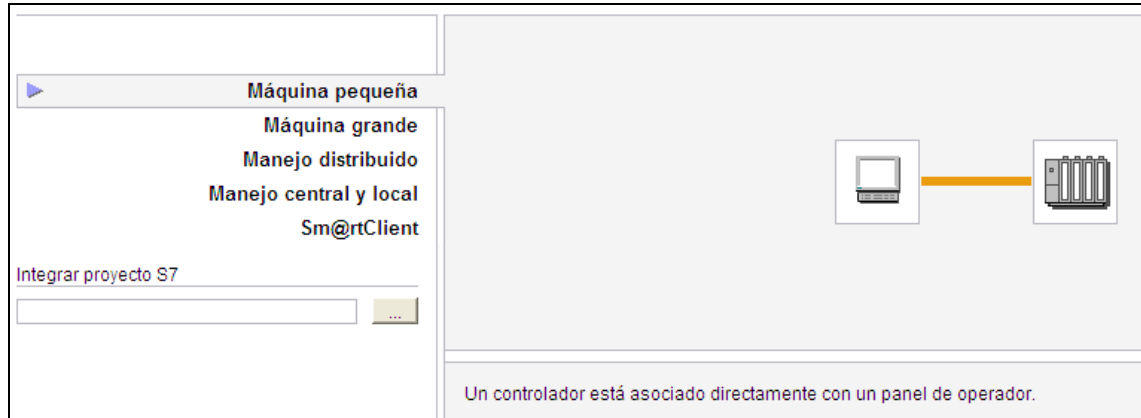 Máquina pequeña
Máquina grande
Manejo distribuido
Manejo central y local
Sm@rtClient
Integrar proyecto S7
...
Un controlador está asociado directamente con un panel de operador.